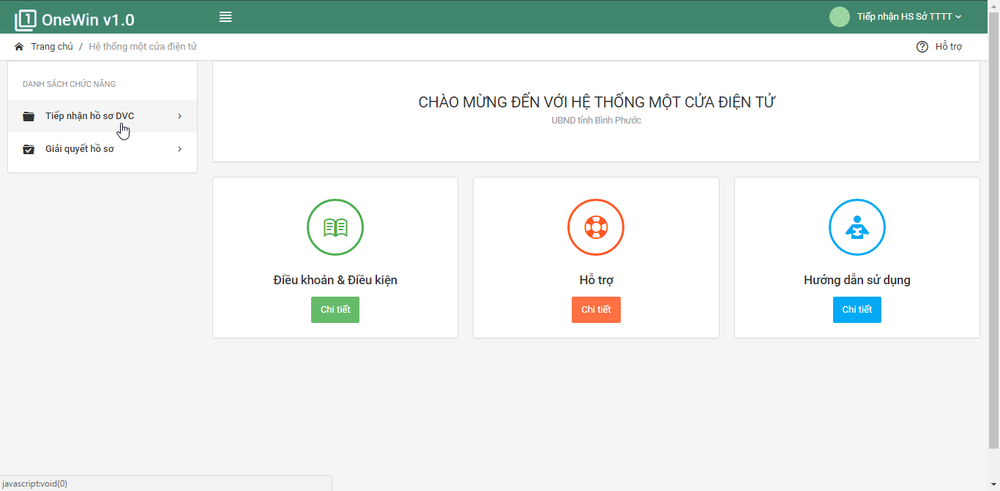 OneWin v1.0
Tiếp nhận HS Sở TTTT
Trang chủ / Hệ thống một cửa điện tử
Hỗ trợ
DANH SÁCH CHỨC NĂNG
Tiếp nhận hồ sơ DVC
Giải quyết hồ sơ
CHÀO MỪNG ĐẾN VỚI HỆ THỐNG MỘT CỬA ĐIỆN TỬ
UBND tỉnh Bình Phước
Điều khoản & Điều kiện
Chi tiết
Hỗ trợ
Chi tiết
Hướng dẫn sử dụng
Chi tiết
javascript:void(0)